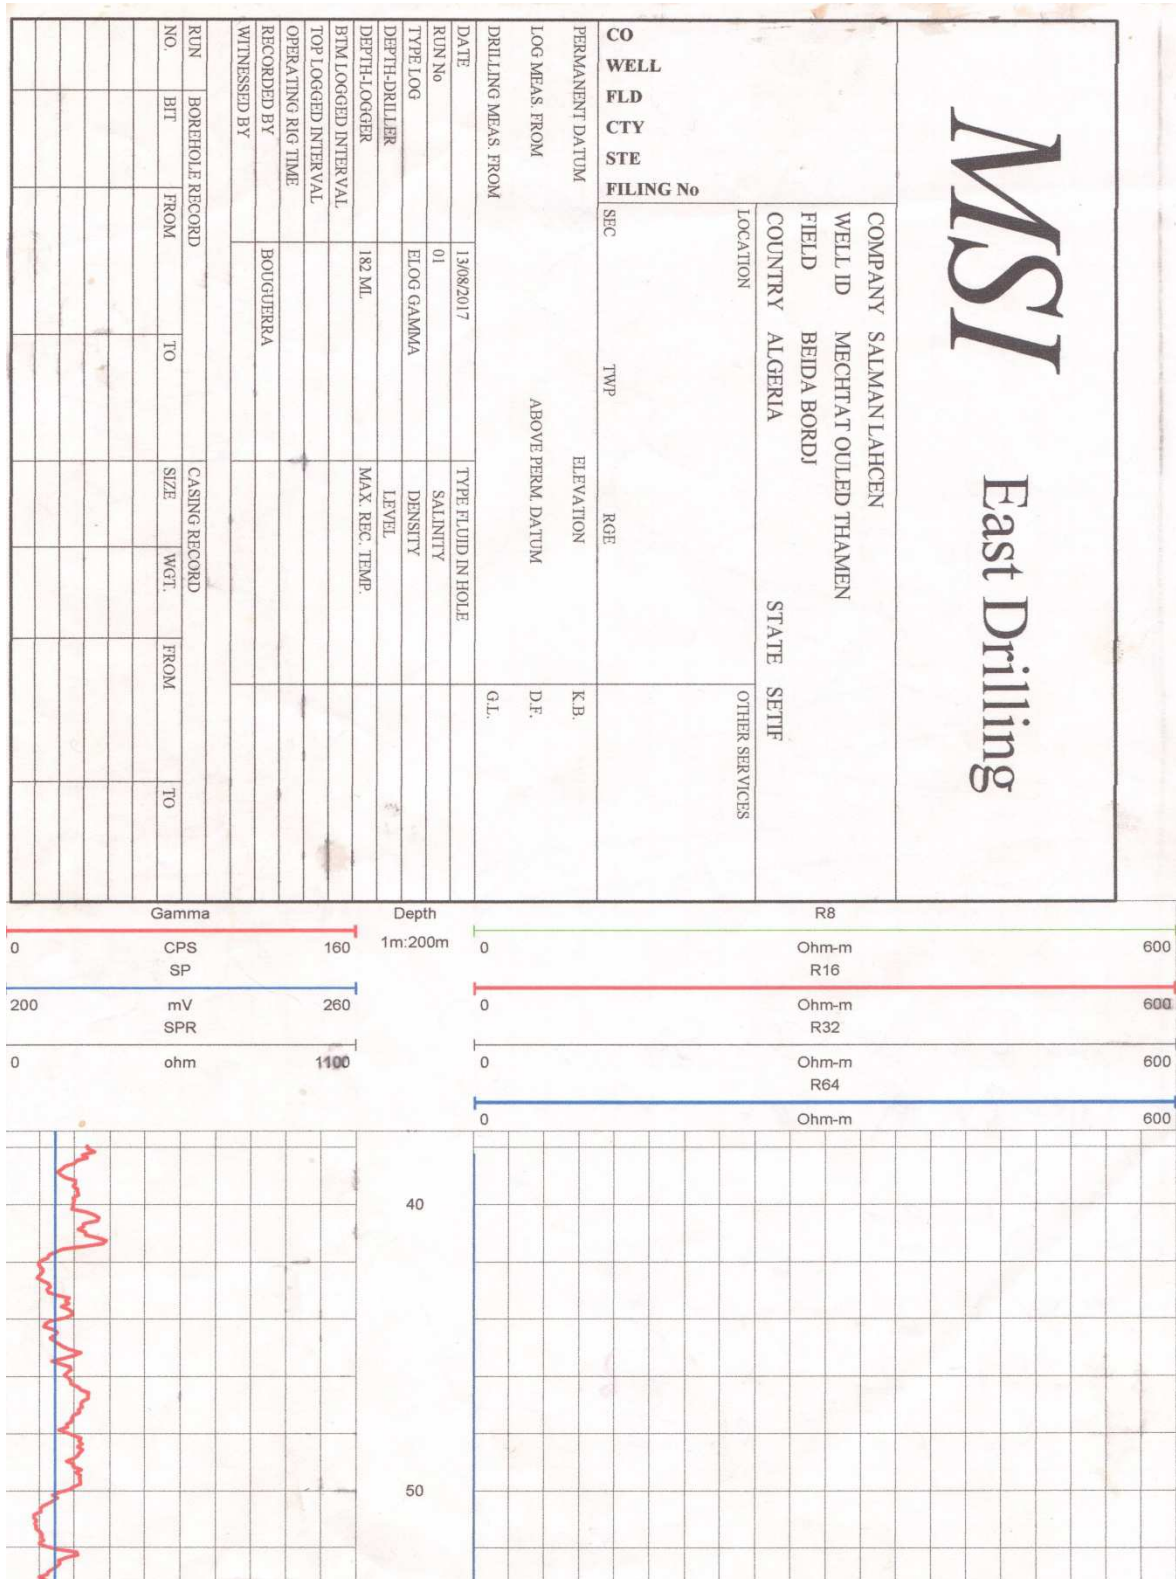 MSI East Drilling
COMPANY SALMAN LAHCEN
WELL ID MECHTAT OULED THAMEN
FIELD BEIDA BORDJ
COUNTRY ALGERIA STATE SETIF
LOCATION OTHER SERVICES
SEC TWP RGE
CO
WELL
FLD
CTY
STE
FILING No
PERMANENT DATUM ELEVATION K.B.
LOG MEAS. FROM ABOVE PERM. DATUM D.F.
DRILLING MEAS. FROM G.L.
DATE 13/08/2017 TYPE FLUID IN HOLE
RUN No 01 SALINITY
TYPE LOG ELOG GAMMA DENSITY
DEPTH-DRILLER LEVEL
DEPTH-LOGGER 182 ML MAX. REC. TEMP.
BTM LOGGED INTERVAL
TOP LOGGED INTERVAL
OPERATING RIG TIME
RECORDED BY BOUGUERRA
WITNESSED BY
RUN BOREHOLE RECORD CASING RECORD
NO. BIT FROM TO SIZE WGT. FROM TO
Gamma Depth R8
0 CPS 160 1m:200m 0 Ohm-m 600
SP R16
200 mV 260 0 Ohm-m 600
SPR R32
0 ohm 1100 0 Ohm-m 600
R64
0 Ohm-m 600
40
50